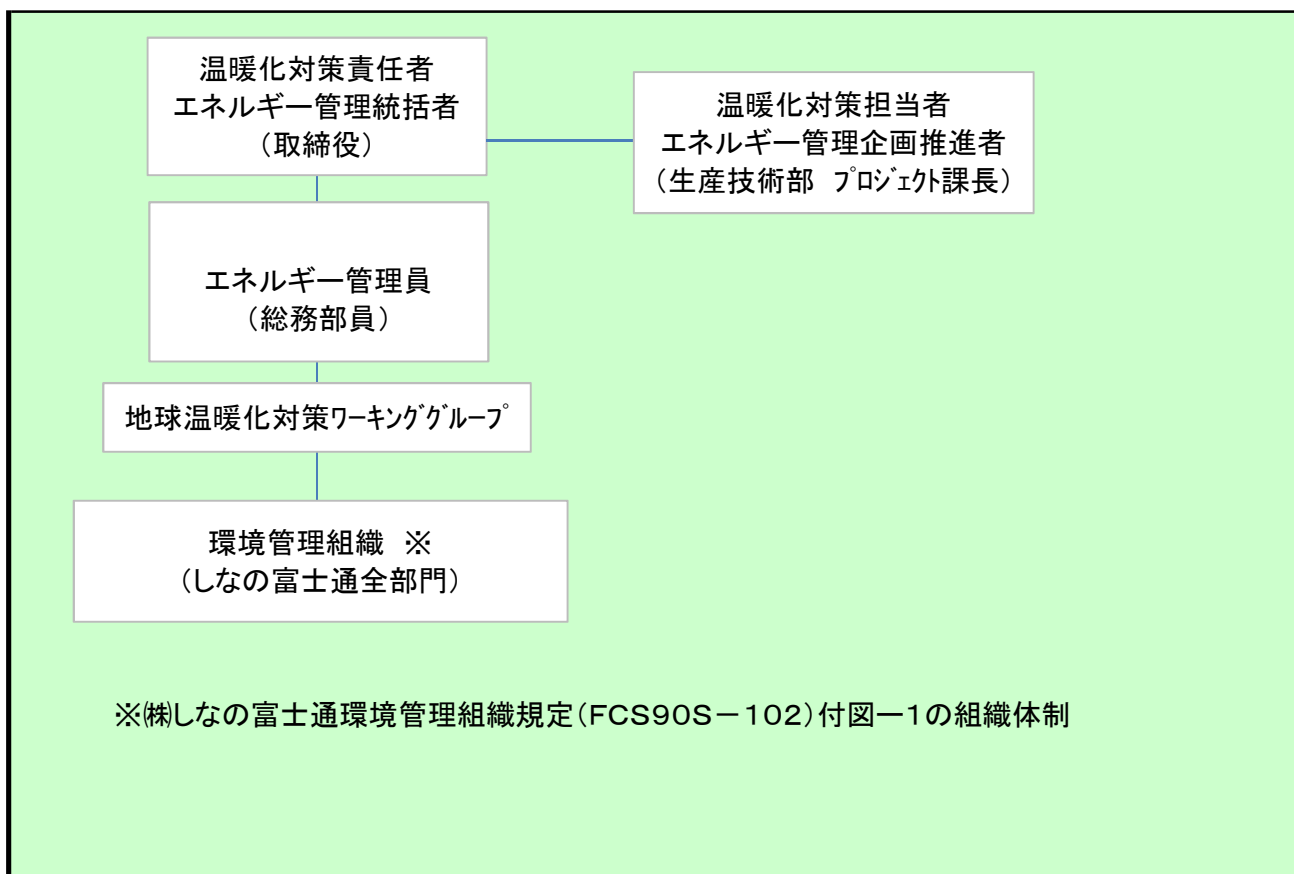 温暖化対策責任者
エネルギー管理統括者
(取締役)
温暖化対策担当者
エネルギー管理企画推進者
(生産技術部 ﾌﾟﾛｼﾞｪｸﾄ課長)
エネルギー管理員
(総務部員)
地球温暖化対策ﾜｰｷﾝｸﾞｸﾞﾙｰﾌﾟ
環境管理組織 ※
(しなの富士通全部門)
※㈱しなの富士通環境管理組織規定(FCS90S－102)付図ー1の組織体制